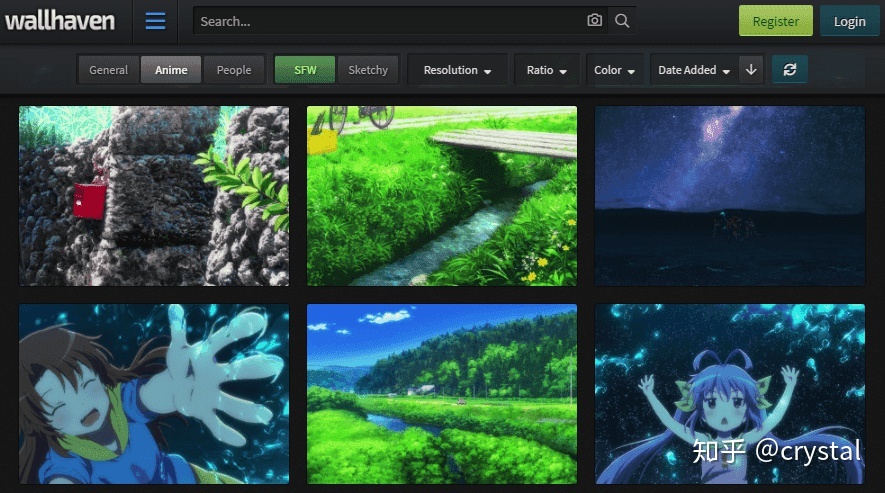 wallhaven
Search...
Register
Login
General
Anime
People
SFW
Sketchy
Resolution
Ratio
Color
Date Added
知乎 @crystal